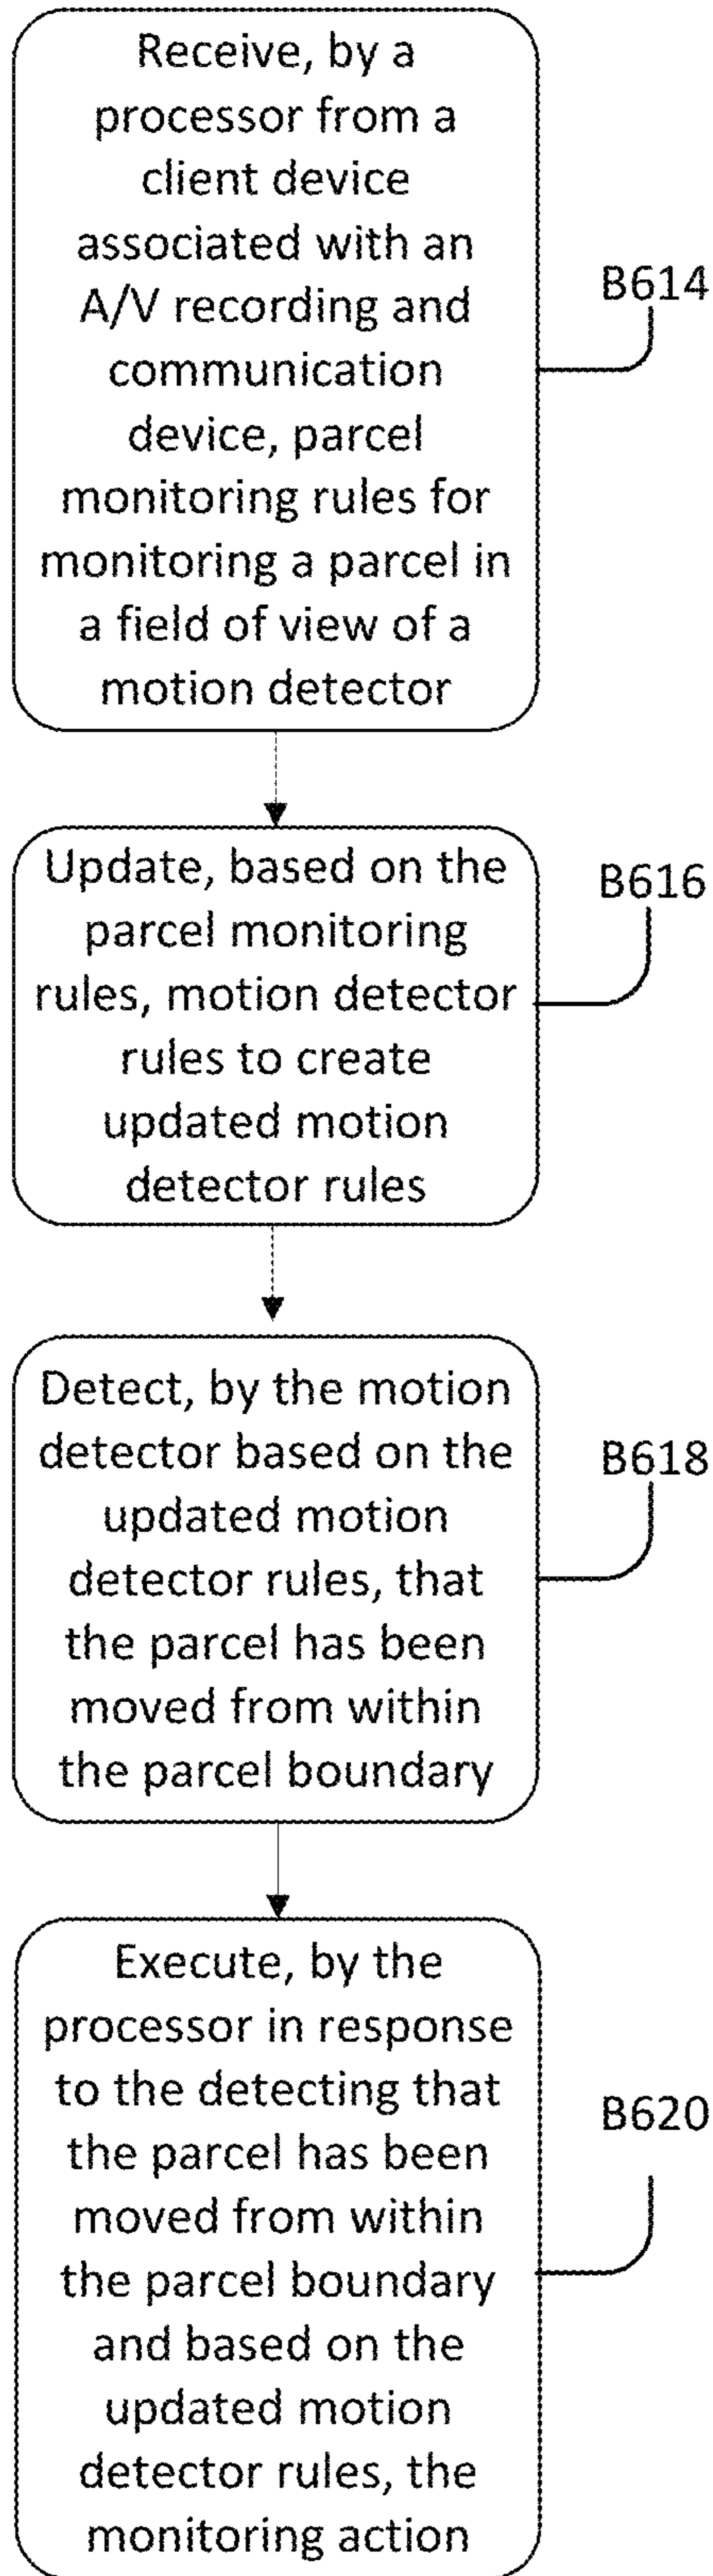 Receive, by a
processor from a
client device
associated with an
A/V recording and
communication
device, parcel
monitoring rules for
monitoring a parcel in
a field of view of a
motion detector
B614
Update, based on the
parcel monitoring
rules, motion detector
rules to create
updated motion
detector rules
B616
Detect, by the motion
detector based on the
updated motion
detector rules, that
the parcel has been
moved from within
the parcel boundary
B618
Execute, by the
processor in response
to the detecting that
the parcel has been
moved from within
the parcel boundary
and based on the
updated motion
detector rules, the
monitoring action
B620